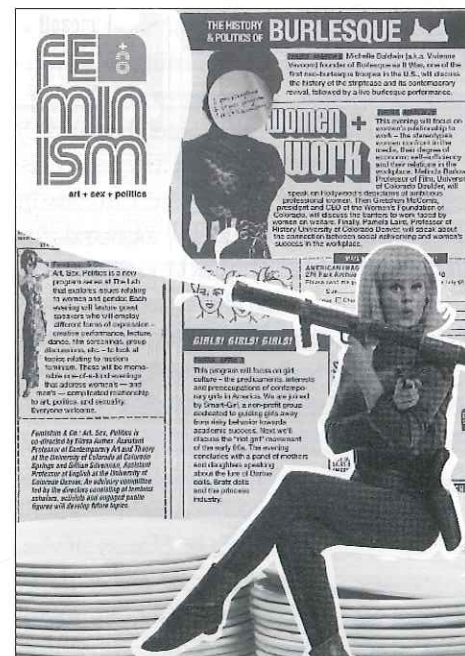 FE+CO
MIN
ISM
art + sex + politics
THE HISTORY
& POLITICS OF BURLESQUE
Michelle Baldwin (a.k.a. Vivienne
Vavoom) founder of Burlesque as It Was, one of the
first neo-burlesque troupes in the U.S., will discuss
the history of the striptease and its contemporary
revival, followed by a live burlesque performance.
Women +
Work
This evening will focus on
women's relationship to
work – the stereotypes
women confront in the
media, their degree of
economic self-sufficiency
and their relations in the
workplace. Melinda Barlow
Professor of Film, University
of Colorado Boulder, will
speak on Hollywood's depictions of ambitious
professional women. Then Gretchen McComb,
president and CEO of the Women's Foundation of
Colorado, will discuss the barriers to work faced by
women on welfare. Finally, Pamela Laird, Professor of
History University of Colorado Denver, will speak about
the connection between social networking and women's
success in the workplace.
Art, Sex, Politics is a new
program series at The Lab
that explores issues relating
to women and gender. Each
evening will feature guest
speakers who will employ
different forms of expression –
creative performance, lecture,
dance, film screenings, group
discussions, etc. – to look at
topics relating to modern
feminism. These will be memo-
rable one-of-a-kind evenings
that address women's — and
men's — complicated relationship
to art, politics, and sexuality.
Everyone welcome.
Feminism & Co.: Art, Sex, Politics is
co-directed by Elissa Auther, Assistant
Professor of Contemporary Art and Theory
at the University of Colorado at Colorado
Springs and Gillian Silverman, Assistant
Professor of English at the University of
Colorado Denver. An advisory committee
led by the directors consisting of feminist
scholars, activists and engaged public
figures will develop future topics.
AMERICAN
GIRLS! GIRLS! GIRLS!
This program will focus on girl
culture – the predicaments, interests
and preoccupations of contempo-
rary girls in America. We are joined
by Smart-Girl, a non-profit group
dedicated to guiding girls away
from risky behavior towards
academic success. Next we'll
discuss the "riot grrl" movement
of the early 90s. The evening
concludes with a panel of mothers
and daughters speaking
about the lure of Barbie
dolls, Bratz dolls
and the princess
industry.